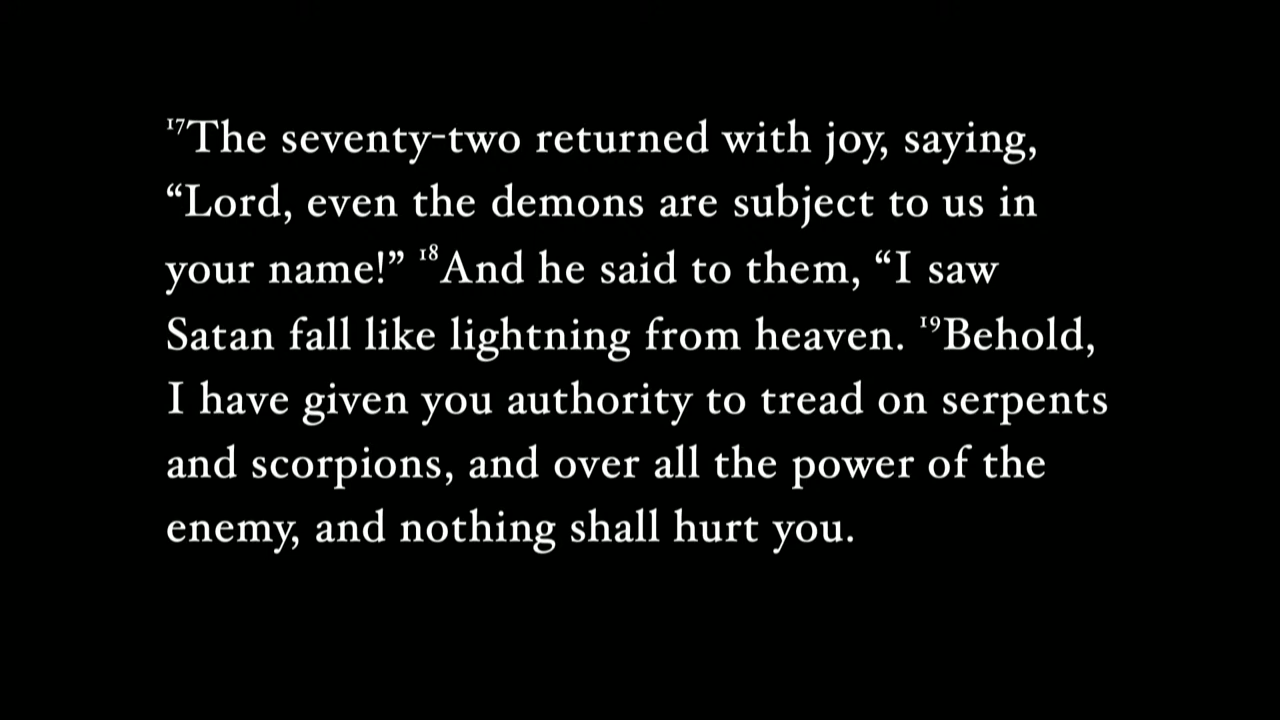 ¹⁷The seventy-two returned with joy, saying,
“Lord, even the demons are subject to us in
your name!” ¹⁸And he said to them, “I saw
Satan fall like lightning from heaven. ¹⁹Behold,
I have given you authority to tread on serpents
and scorpions, and over all the power of the
enemy, and nothing shall hurt you.